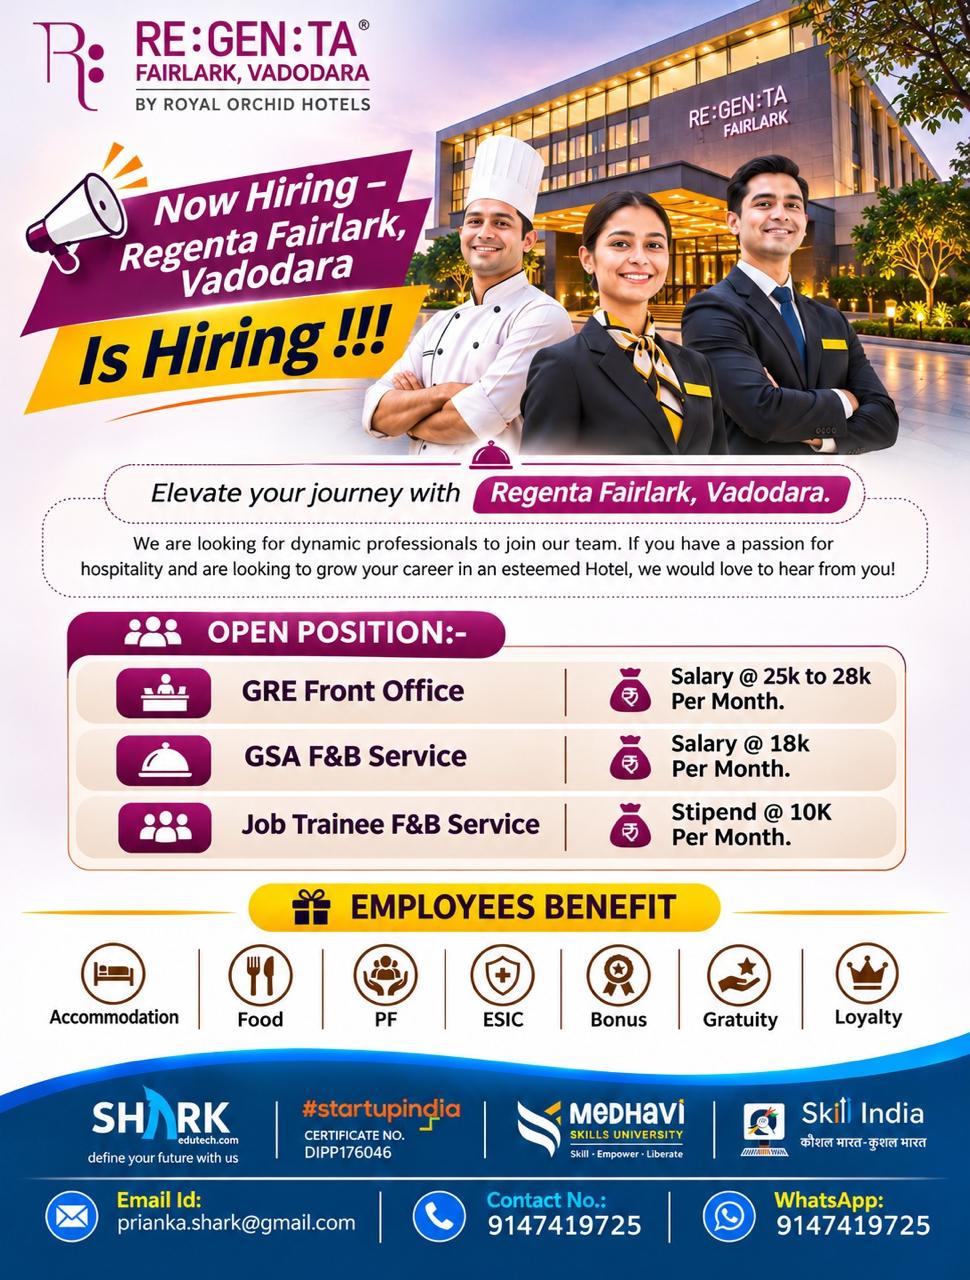 RE:GEN:TA®
FAIRLARK, VADODARA
BY ROYAL ORCHID HOTELS
RE:GEN:TA
FAIRLARK
Now Hiring –
Regenta Fairlark,
Vadodara
Is Hiring !!!
Elevate your journey with Regenta Fairlark, Vadodara.
We are looking for dynamic professionals to join our team. If you have a passion for
hospitality and are looking to grow your career in an esteemed Hotel, we would love to hear from you!
OPEN POSITION:-
GRE Front Office
Salary @ 25k to 28k
Per Month.
GSA F&B Service
Salary @ 18k
Per Month.
Job Trainee F&B Service
Stipend @ 10K
Per Month.
EMPLOYEES BENEFIT
Accommodation
Food
PF
ESIC
Bonus
Gratuity
Loyalty
SHARK
edutech.com
define your future with us
#startupindia
CERTIFICATE NO.
DIPP176046
MEDHAVI
SKILLS UNIVERSITY
Skill • Empower • Liberate
Skill India
कौशल भारत-कुशल भारत
Email Id:
prianka.shark@gmail.com
Contact No.:
9147419725
WhatsApp:
9147419725